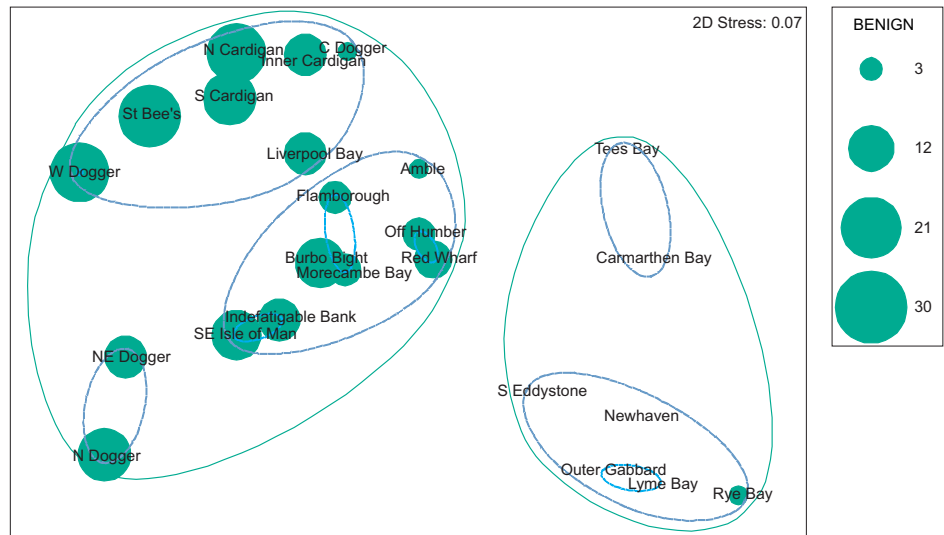 2D Stress: 0.07
BENIGN
3
12
21
30
N Cardigan
C Dogger
Inner Cardigan
S Cardigan
St Bee's
Liverpool Bay
W Dogger
Amble
Flamborough
Off Humber
Burbo Bight
Red Wharf
Morecambe Bay
Indefatigable Bank
SE Isle of Man
NE Dogger
N Dogger
Tees Bay
Carmarthen Bay
S Eddystone
Newhaven
Outer Gabbard
Lyme Bay
Rye Bay